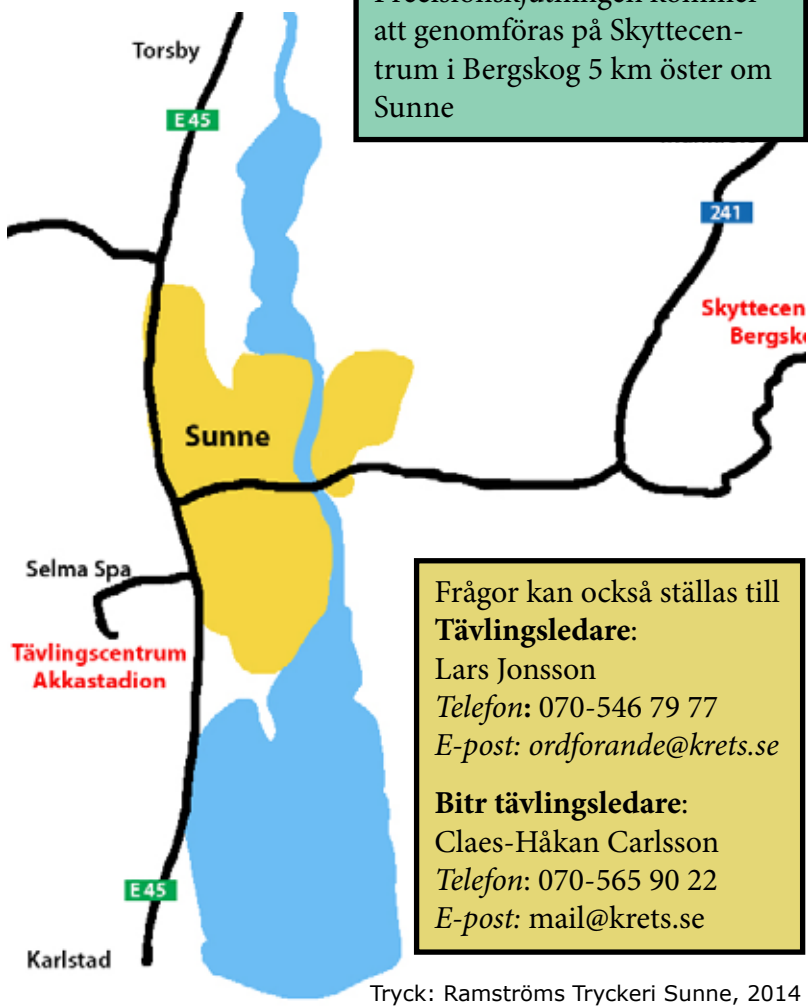 att genomföras på Skyttecen-
trum i Bergskog 5 km öster om
Sunne
Torsby
E 45
241
Sunne
Selma Spa
Tävlingscentrum
Akkastadion
Frågor kan också ställas till
Tävlingsledare:
Lars Jonsson
Telefon: 070-546 79 77
E-post: ordforande@krets.se
Bitr tävlingsledare:
Claes-Håkan Carlsson
Telefon: 070-565 90 22
E-post: mail@krets.se
E 45
Karlstad
Tryck: Ramströms Tryckeri Sunne, 2014